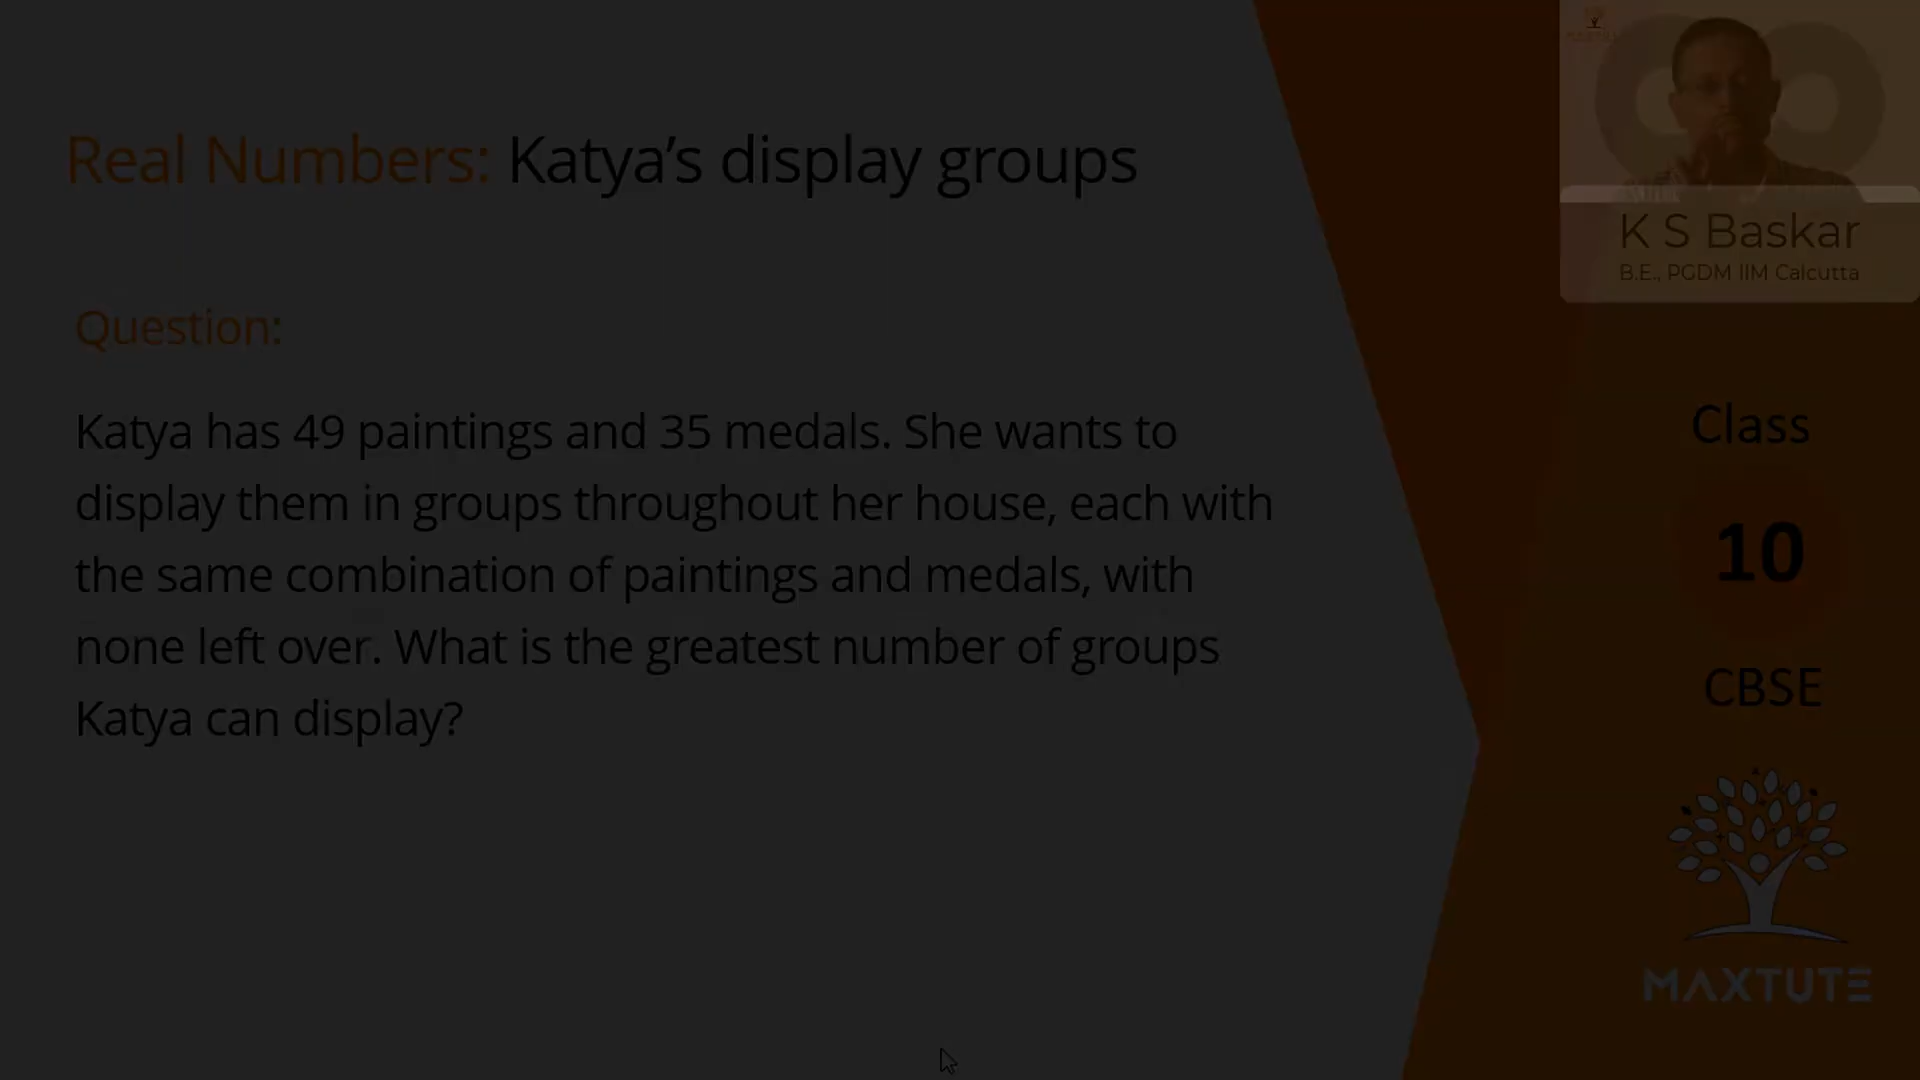 Real Numbers: Katya’s display groups
Question:
Katya has 49 paintings and 35 medals. She wants to
display them in groups throughout her house, each with
the same combination of paintings and medals, with
none left over. What is the greatest number of groups
Katya can display?
K S Baskar
B.E., PGDM IIM Calcutta
Class
10
CBSE
MAXTUTE